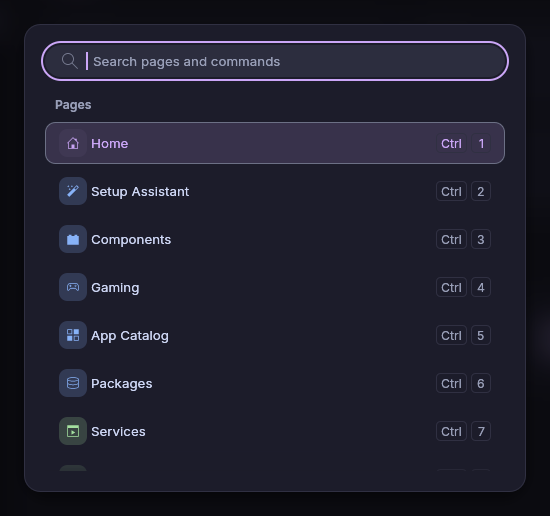 Search pages and commands
Pages
Home Ctrl 1
Setup Assistant Ctrl 2
Components Ctrl 3
Gaming Ctrl 4
App Catalog Ctrl 5
Packages Ctrl 6
Services Ctrl 7